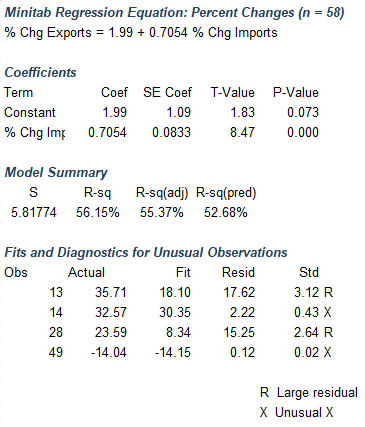 Minitab Regression Equation: Percent Changes (n = 58)
% Chg Exports = 1.99 + 0.7054 % Chg Imports
Coefficients
Term Coef SE Coef T-Value P-Value
Constant 1.99 1.09 1.83 0.073
% Chg Imp 0.7054 0.0833 8.47 0.000
Model Summary
S R-sq R-sq(adj) R-sq(pred)
5.81774 56.15% 55.37% 52.68%
Fits and Diagnostics for Unusual Observations
Obs Actual Fit Resid Std
13 35.71 18.10 17.62 3.12 R
14 32.57 30.35 2.22 0.43 X
28 23.59 8.34 15.25 2.64 R
49 -14.04 -14.15 0.12 0.02 X
R Large residual
X Unusual X